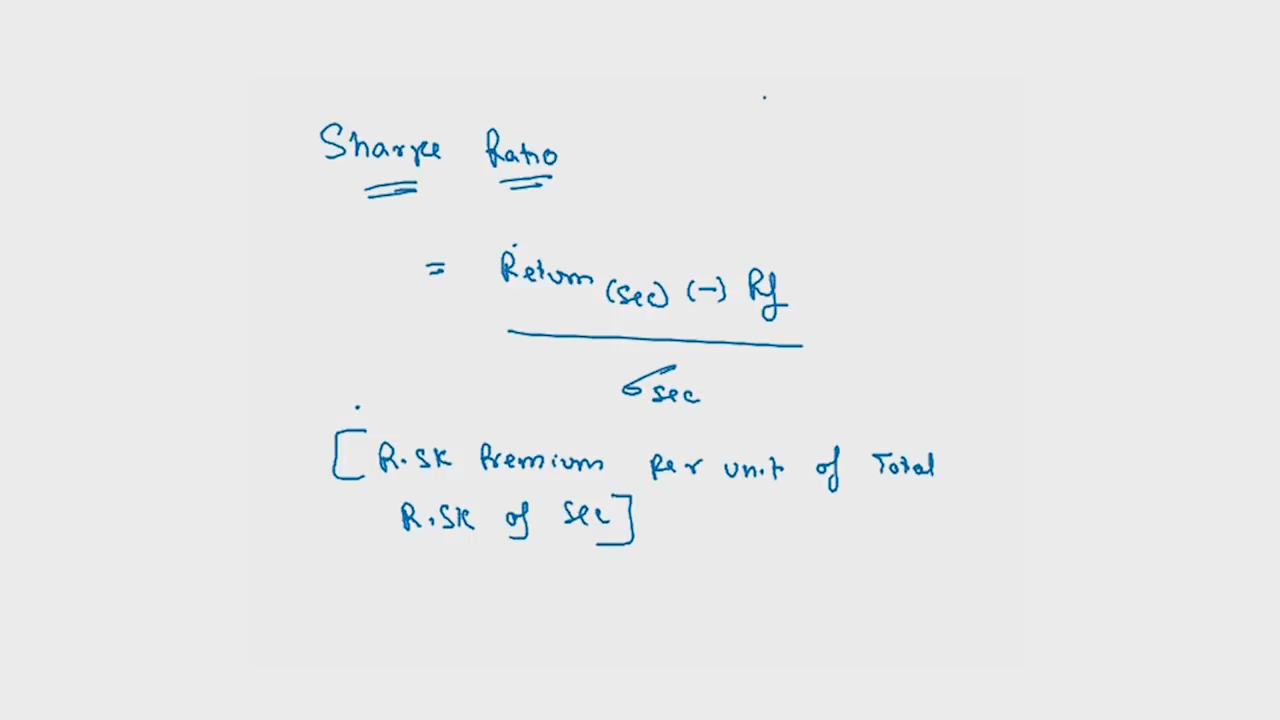 Sharpe Ratio
= Return (sec) (-) Rf
σ sec
[Risk Premium Per unit of Total
Risk of sec]